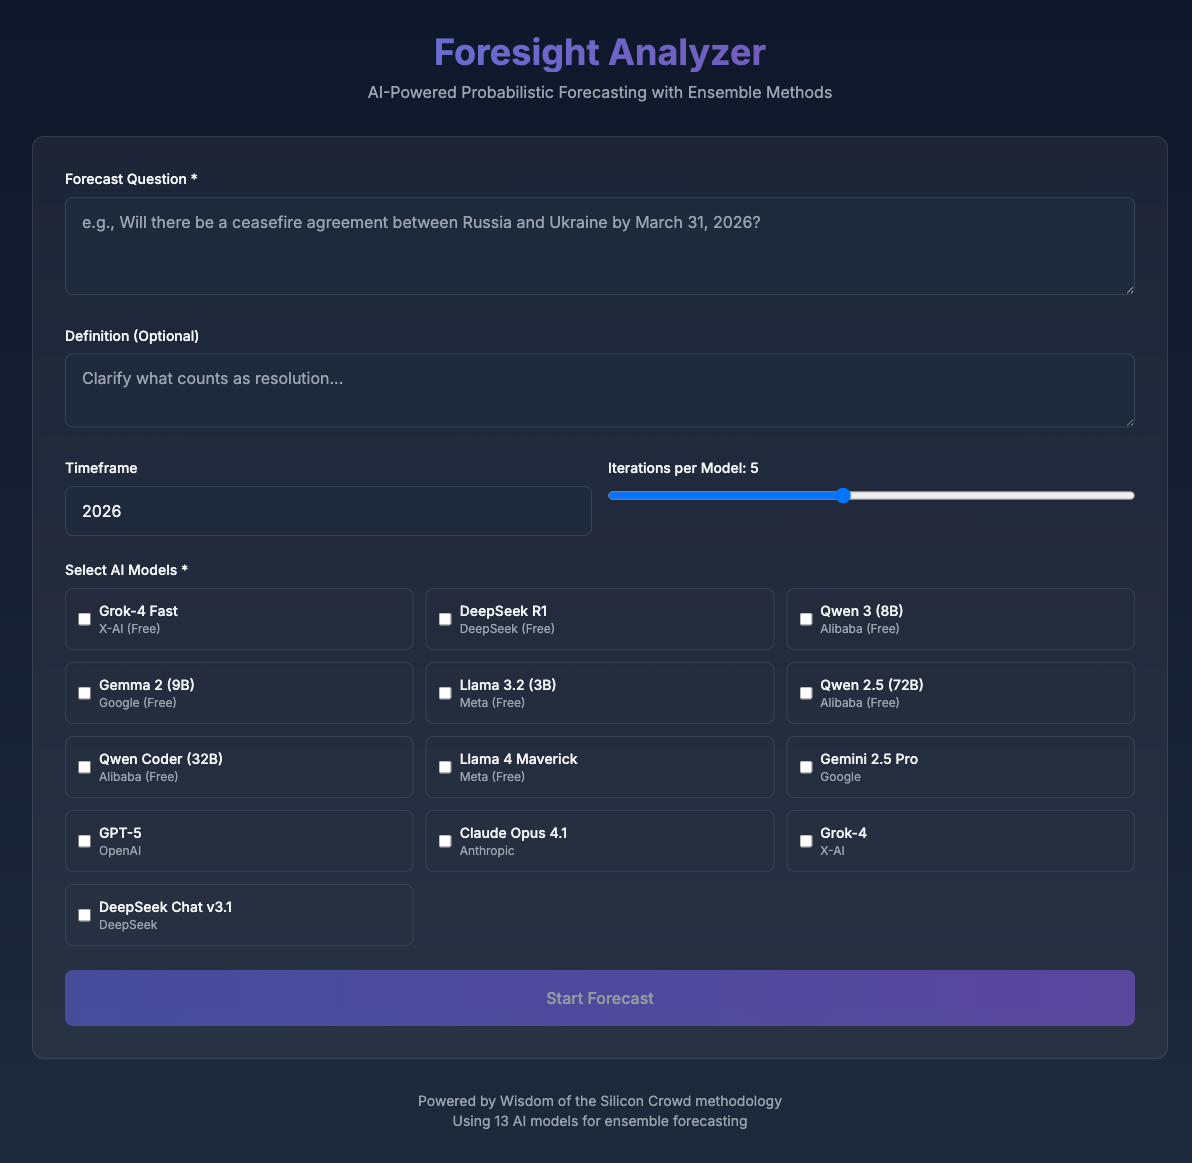 Foresight Analyzer
AI-Powered Probabilistic Forecasting with Ensemble Methods
Forecast Question *
e.g., Will there be a ceasefire agreement between Russia and Ukraine by March 31, 2026?
Definition (Optional)
Clarify what counts as resolution...
Timeframe
2026
Iterations per Model: 5
Select AI Models *
Grok-4 Fast
X-AI (Free)
DeepSeek R1
DeepSeek (Free)
Qwen 3 (8B)
Alibaba (Free)
Gemma 2 (9B)
Google (Free)
Llama 3.2 (3B)
Meta (Free)
Qwen 2.5 (72B)
Alibaba (Free)
Qwen Coder (32B)
Alibaba (Free)
Llama 4 Maverick
Meta (Free)
Gemini 2.5 Pro
Google
GPT-5
OpenAI
Claude Opus 4.1
Anthropic
Grok-4
X-AI
DeepSeek Chat v3.1
DeepSeek
Start Forecast
Powered by Wisdom of the Silicon Crowd methodology
Using 13 AI models for ensemble forecasting